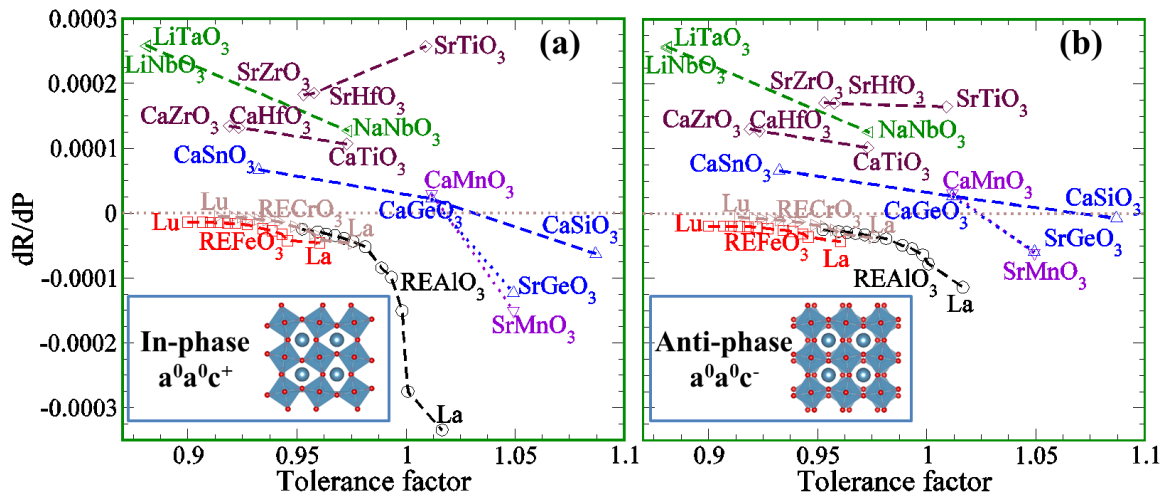 0.0003
0.0002
0.0001
0
-0.0001
-0.0002
-0.0003
dR/dP
(a)
LiTaO₃
LiNbO₃
SrTiO₃
SrZrO₃
SrHfO₃
CaZrO₃
CaHfO₃
NaNbO₃
CaTiO₃
CaSnO₃
CaMnO₃
CaGeO₃
CaSiO₃
Lu
RECrO₃
La
Lu
REFeO₃
La
REAlO₃
SrGeO₃
SrMnO₃
La
In-phase
a⁰a⁰c⁺
0.9 0.95 1 1.05 1.1
Tolerance factor
(b)
LiTaO₃
LiNbO₃
SrZrO₃
SrHfO₃
SrTiO₃
CaZrO₃
CaHfO₃
NaNbO₃
CaTiO₃
CaSnO₃
CaMnO₃
CaGeO₃
CaSiO₃
Lu
RECrO₃
La
Lu
REFeO₃
La
REAlO₃
SrGeO₃
SrMnO₃
La
Anti-phase
a⁰a⁰c⁻
0.9 0.95 1 1.05 1.1
Tolerance factor